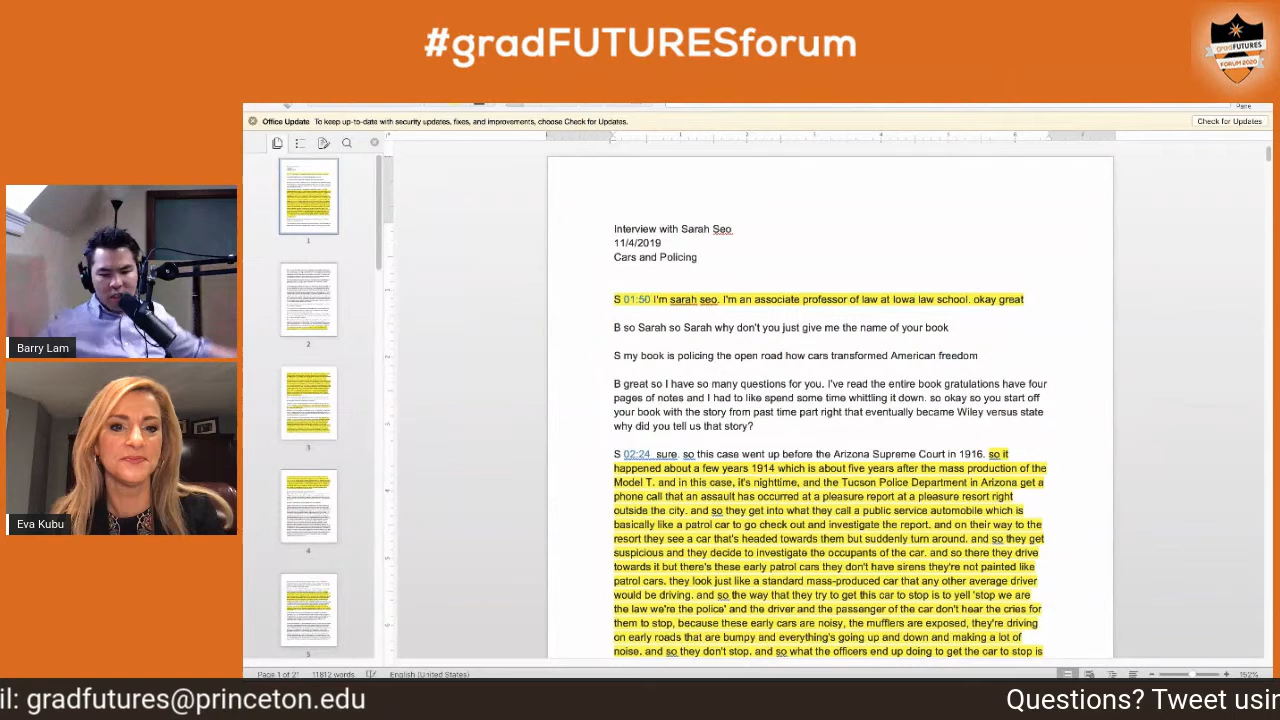 #gradFUTURESforum
gradFUTURES
FORUM 2020
Pane
Office Update To keep up-to-date with security updates, fixes, and improvements, choose Check for Updates.
Check for Updates
Interview with Sarah Seo
11/4/2019
Cars and Policing
S 01:50 I'm sarah seo. I'm an associate professor of law at Iowa law school. okay great
B so Sarah so Sarah why don't you just give me the name of your book
S my book is policing the open road how cars transformed American freedom
B great so I have so many questions for you. I've read the entire book gratulations have four
pages or notes and I had to like spend some time whittling it down. so okay so you start off
your book with the story from past time part right that eventually became Wiley versus state
why did you tell us that story?
S 02:24 sure. so this case went up before the Arizona Supreme Court in 1916. so it
happened about a few years 1914 which is about five years after the mass production of the
Model T. and in this case, it's nighttime, and the Tucson Police Department in Arizona get a
phone call that an assault has occurred at a pleasure report at a pleasure resort right
outside the city. and so they get into what they call a public service automobile which is
basically like a patrol car to go check out and investigate the report. and on their way to the
resort they see a car that's headed towards them but suddenly turn around. and so they get
suspicious and they decide to investigate the occupants of the car. and so there they drive
towards it but there's these early patrol cars they don't have sirens they're not painted like
patrol cars. they look just like a standard mass-produced car that any other average driver
would be driving. and so the way that they try to get this car to stop is to yell 'stop we are
the law we're the police' and the driver and the passenger of the car don't hear the cries for
them to stop, because these early cars are noisy, the mufflers are exposed, they're driving
on early roads that are bumpy and everything's going up and down and making a lot of
noise. and so they don't stop. and so what the officers end up doing to get the car to stop is
1
2
3
4
5
Page 1 of 21 11812 words English (United States)
152%
Barry Lam
il: gradfutures@princeton.edu
Questions? Tweet usin